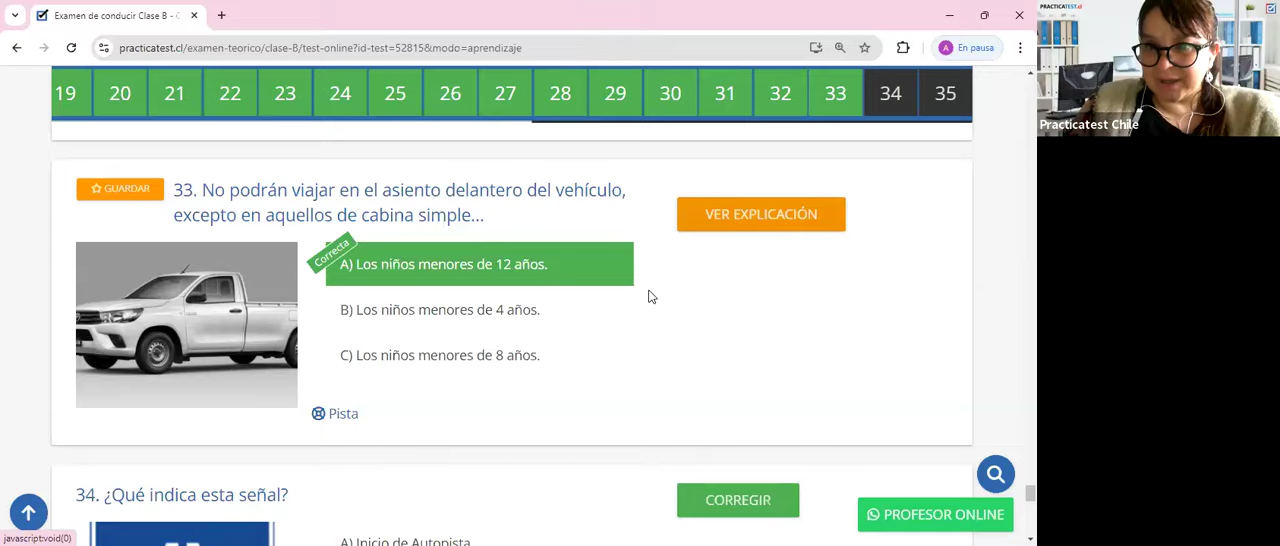 Examen de conducir Clase B - C
practicatest.cl/examen-teorico/clase-B/test-online?id-test=52815&modo=aprendizaje
A
En pausa
PRACTICATEST.cl
Practicatest Chile
19 20 21 22 23 24 25 26 27 28 29 30 31 32 33 34 35
GUARDAR
33. No podrán viajar en el asiento delantero del vehículo,
excepto en aquellos de cabina simple...
VER EXPLICACIÓN
Correcta
A) Los niños menores de 12 años.
B) Los niños menores de 4 años.
C) Los niños menores de 8 años.
Pista
34. ¿Qué indica esta señal?
CORREGIR
PROFESOR ONLINE
A) Inicio de Autopista
javascript:void(0)